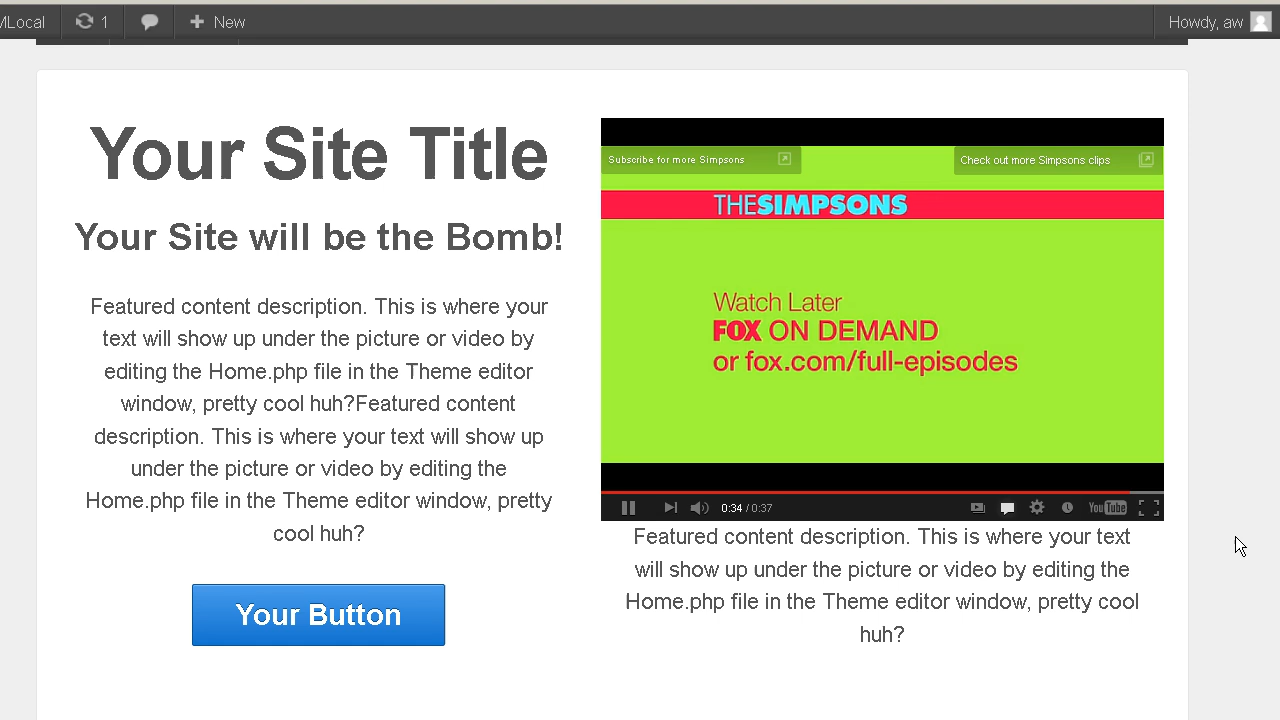 MLocal 1 New Howdy, aw
Your Site Title
Your Site will be the Bomb!
Featured content description. This is where your
text will show up under the picture or video by
editing the Home.php file in the Theme editor
window, pretty cool huh?Featured content
description. This is where your text will show up
under the picture or video by editing the
Home.php file in the Theme editor window, pretty
cool huh?
Your Button
Subscribe for more Simpsons
Check out more Simpsons clips
THE SIMPSONS
Watch Later
FOX ON DEMAND
or fox.com/full-episodes
0:34 / 0:37
YouTube
Featured content description. This is where your text
will show up under the picture or video by editing the
Home.php file in the Theme editor window, pretty cool
huh?